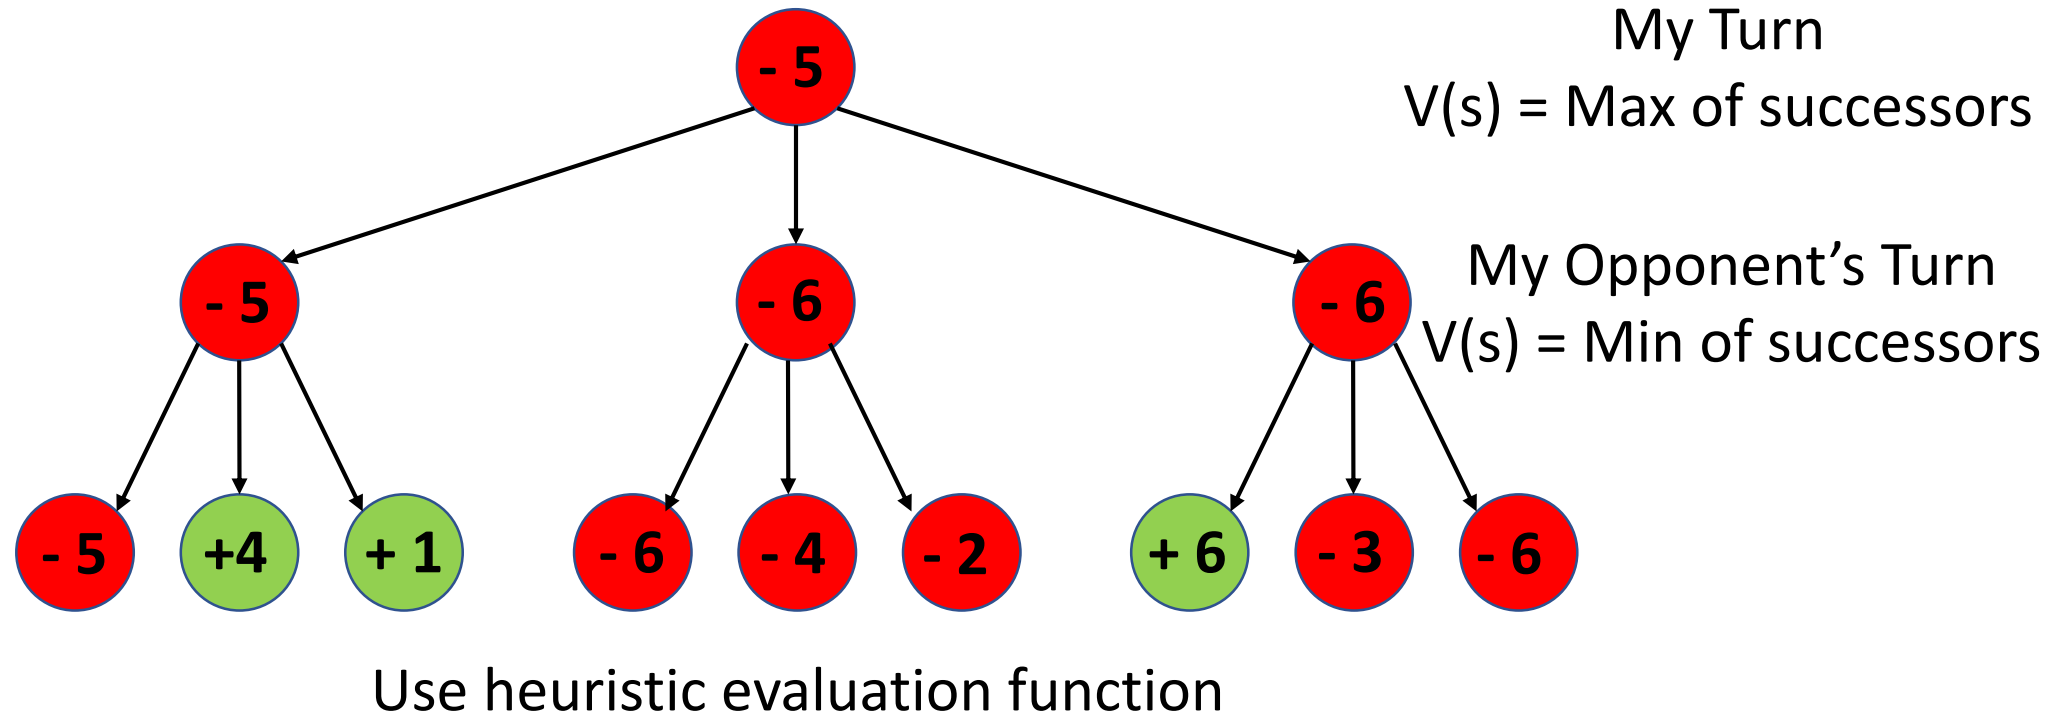 - 5
My Turn
V(s) = Max of successors
- 5
- 6
- 6
My Opponent’s Turn
V(s) = Min of successors
- 5
+4
+ 1
- 6
- 4
- 2
+ 6
- 3
- 6
Use heuristic evaluation function